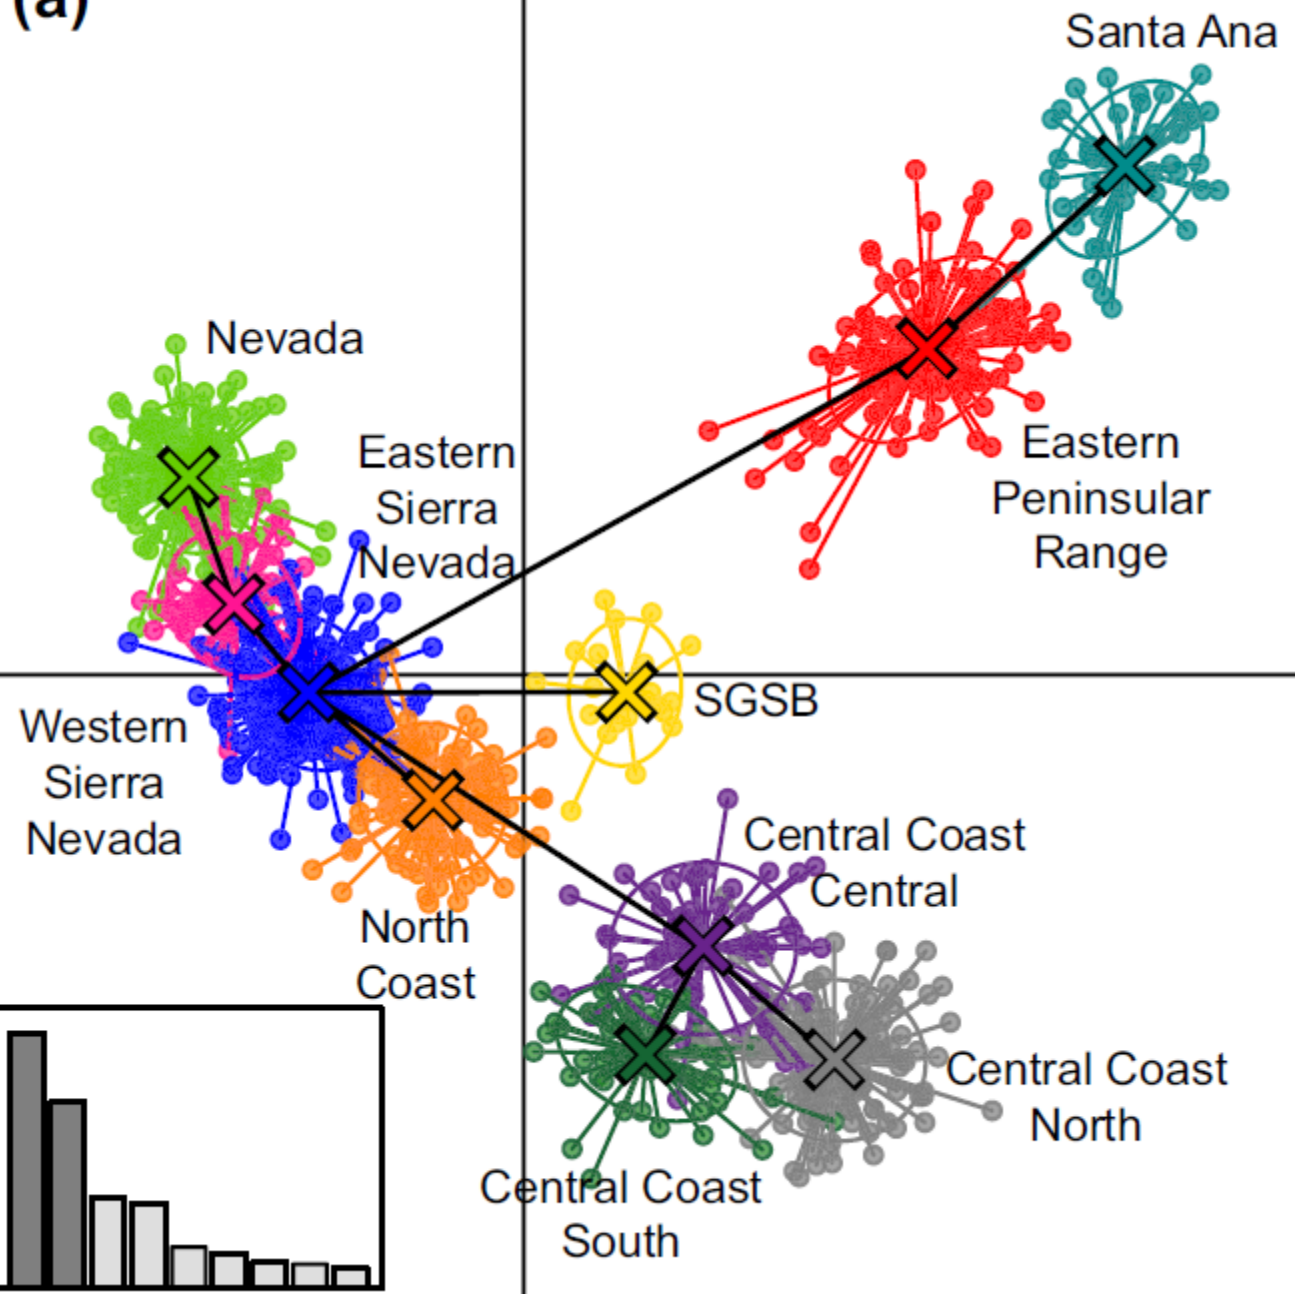 (a)
Santa Ana
Nevada
Eastern
Sierra
Nevada
Eastern
Peninsular
Range
SGSB
Western
Sierra
Nevada
Central Coast
Central
North
Coast
Central Coast
North
Central Coast
South